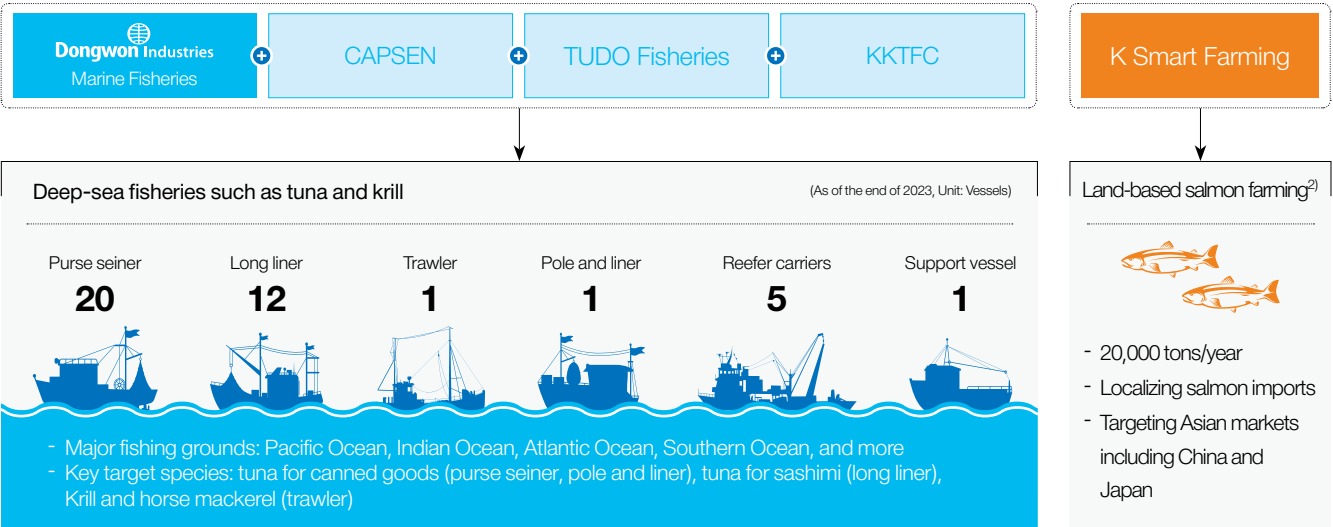 Dongwon Industries
Marine Fisheries
CAPSEN
TUDO Fisheries
KKTFC
K Smart Farming
Deep-sea fisheries such as tuna and krill
(As of the end of 2023, Unit: Vessels)
Purse seiner
20
Long liner
12
Trawler
1
Pole and liner
1
Reefer carriers
5
Support vessel
1
- Major fishing grounds: Pacific Ocean, Indian Ocean, Atlantic Ocean, Southern Ocean, and more
- Key target species: tuna for canned goods (purse seiner, pole and liner), tuna for sashimi (long liner),
Krill and horse mackerel (trawler)
Land-based salmon farming2)
- 20,000 tons/year
- Localizing salmon imports
- Targeting Asian markets
including China and
Japan